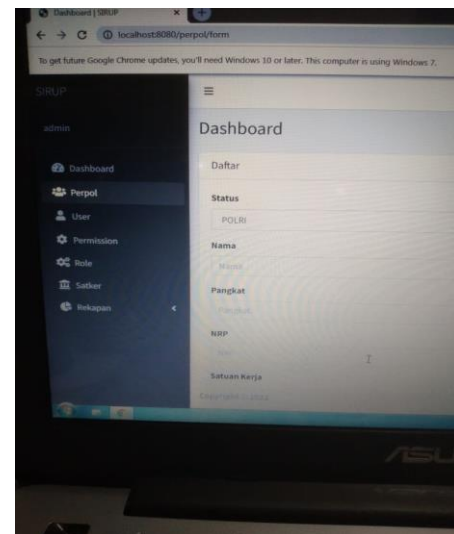 Dashboard | SIRUP
localhost:8080/perpol/form
To get future Google Chrome updates, you'll need Windows 10 or later. This computer is using Windows 7.
SIRUP
admin
Dashboard
Perpol
User
Permission
Role
Satker
Rekapan
Dashboard
Daftar
Status
POLRI
Nama
Nama
Pangkat
Pangkat
NRP
Satuan Kerja
ASU